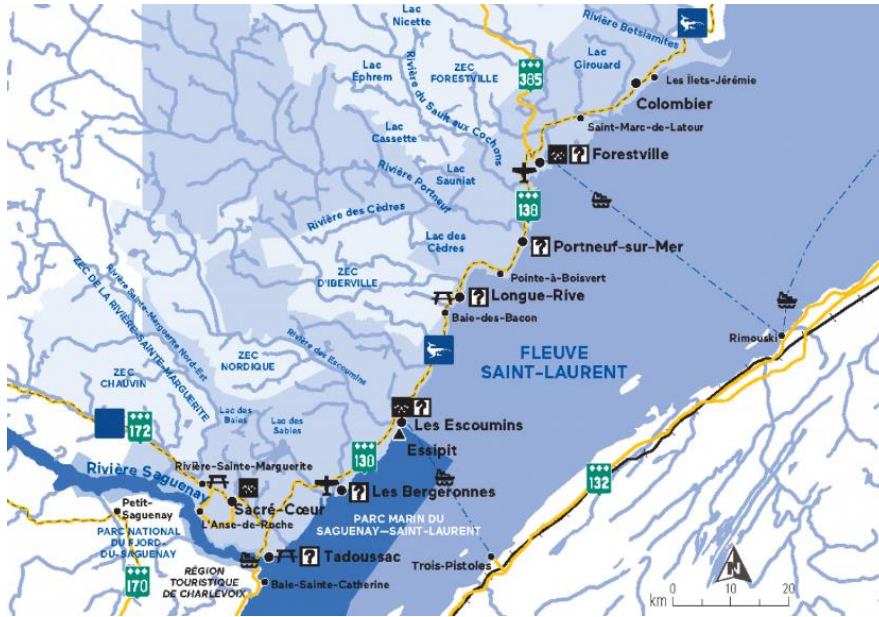 Lac
Nicette
Rivière Betsiamites
Lac
Éphrem
Rivière du Sault aux Cochons
ZEC
FORESTVILLE
385
Lac
Girouard
Les Îlets-Jérémie
Colombier
Saint-Marc-de-Latour
Lac
Cassette
? Forestville
Lac
Sauniat
Rivière Portneuf
Rivière des Cèdres
138
Lac des
Cèdres
? Portneuf-sur-Mer
ZEC
D'IBERVILLE
Pointe-à-Boisvert
? Longue-Rive
Baie-des-Bacon
ZEC DE LA RIVIÈRE-SAINTE-MARGUERITE
Rivière Sainte-Marguerite Nord-Est
Rivière des Escoumins
Rimouski
FLEUVE
SAINT-LAURENT
ZEC
NORDIQUE
ZEC
CHAUVIN
?
172
Lac des
Baies
Lac des
Sables
Les Escoumins
Essipit
138
Rivière Saguenay
Rivière-Sainte-Marguerite
132
? Les Bergeronnes
Sacré-Cœur
Petit-
Saguenay
L'Anse-de-Roche
PARC MARIN DU
SAGUENAY—SAINT-LAURENT
PARC NATIONAL
DU FJORD-
DU-SAGUENAY
? Tadoussac
Trois-Pistoles
N
170
RÉGION
TOURISTIQUE
DE CHARLEVOIX
Baie-Sainte-Catherine
km 0 10 20